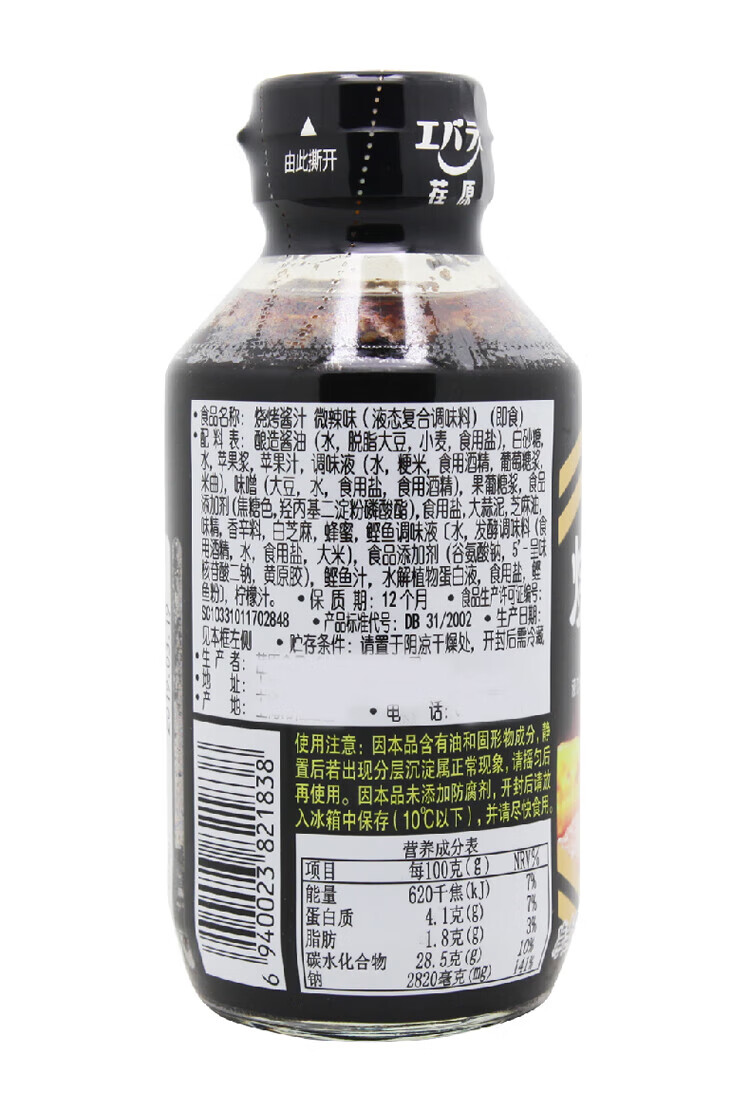 由此撕开
エバラ
荏原
•食品名称: 烧烤酱汁 微辣味(液态复合调味料) (即食)
•配料表: 酿造酱油(水, 脱脂大豆, 小麦, 食用盐), 白砂糖,
水, 苹果浆, 苹果汁, 调味液(水, 粳米, 食用酒精, 葡萄糖浆,
米曲), 味噌(大豆, 水, 食用盐, 食用酒精), 果葡糖浆, 食品
添加剂(焦糖色, 羟丙基二淀粉磷酸酯), 食用盐, 大蒜泥, 芝麻油,
味精, 香辛料, 白芝麻, 蜂蜜, 鲣鱼调味液〔水, 发酵调味料(食
用酒精, 水, 食用盐, 大米), 食品添加剂(谷氨酸钠, 5'-呈味
核苷酸二钠, 黄原胶), 鲣鱼汁, 水解植物蛋白液, 食用盐, 鲣
鱼粉〕, 柠檬汁。 •保质期: 12个月 •食品生产许可证编号:
SC10331011702848 •产品标准代号: DB 31/2002 •生产日期:
见本框左侧 •贮存条件: 请置于阴凉干燥处, 开封后需冷藏
•生产者:
•地址:
•产地: •电话:
使用注意: 因本品含有油和固形物成分, 静
置后若出现分层沉淀属正常现象, 请摇匀后
再使用。因本品未添加防腐剂, 开封后请放
入冰箱中保存(10℃以下), 并请尽快食用。
营养成分表
项目 每100克(g) NRV%
能量 620千焦(kJ) 7%
蛋白质 4.1克(g) 7%
脂肪 1.8克(g) 3%
碳水化合物 28.5克(g) 10%
钠 2820毫克(mg) 141%
6 940023 821838